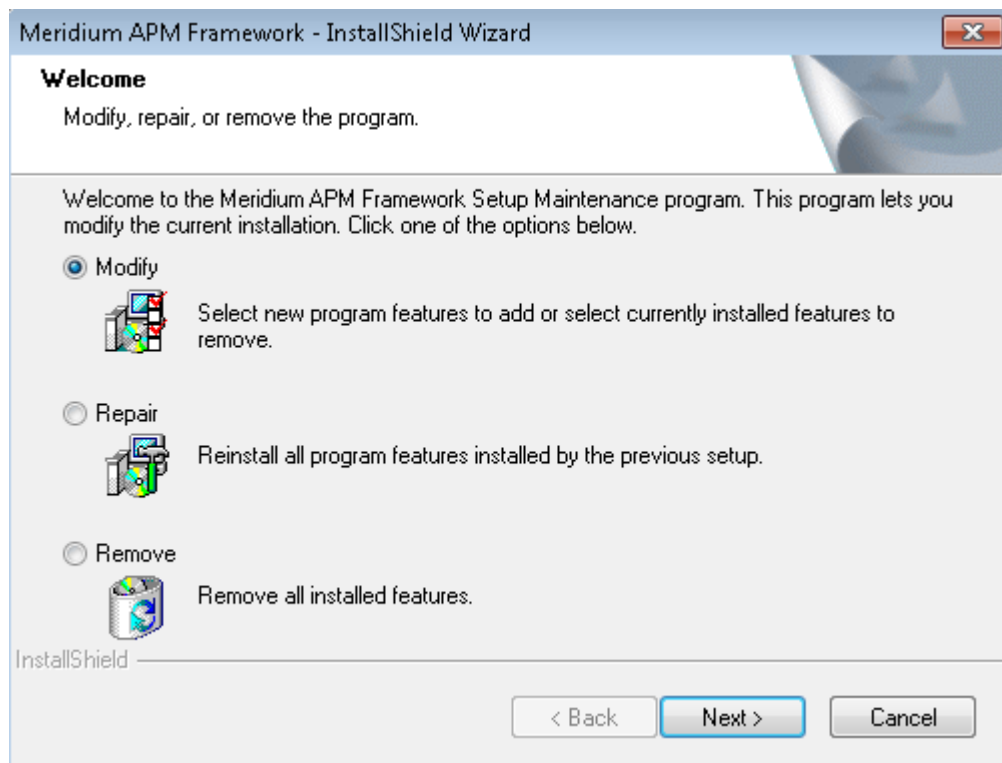 Meridium APM Framework - InstallShield Wizard
Welcome
Modify, repair, or remove the program.
Welcome to the Meridium APM Framework Setup Maintenance program. This program lets you
modify the current installation. Click one of the options below.
Modify
Select new program features to add or select currently installed features to
remove.
Repair
Reinstall all program features installed by the previous setup.
Remove
Remove all installed features.
InstallShield
< Back
Next >
Cancel